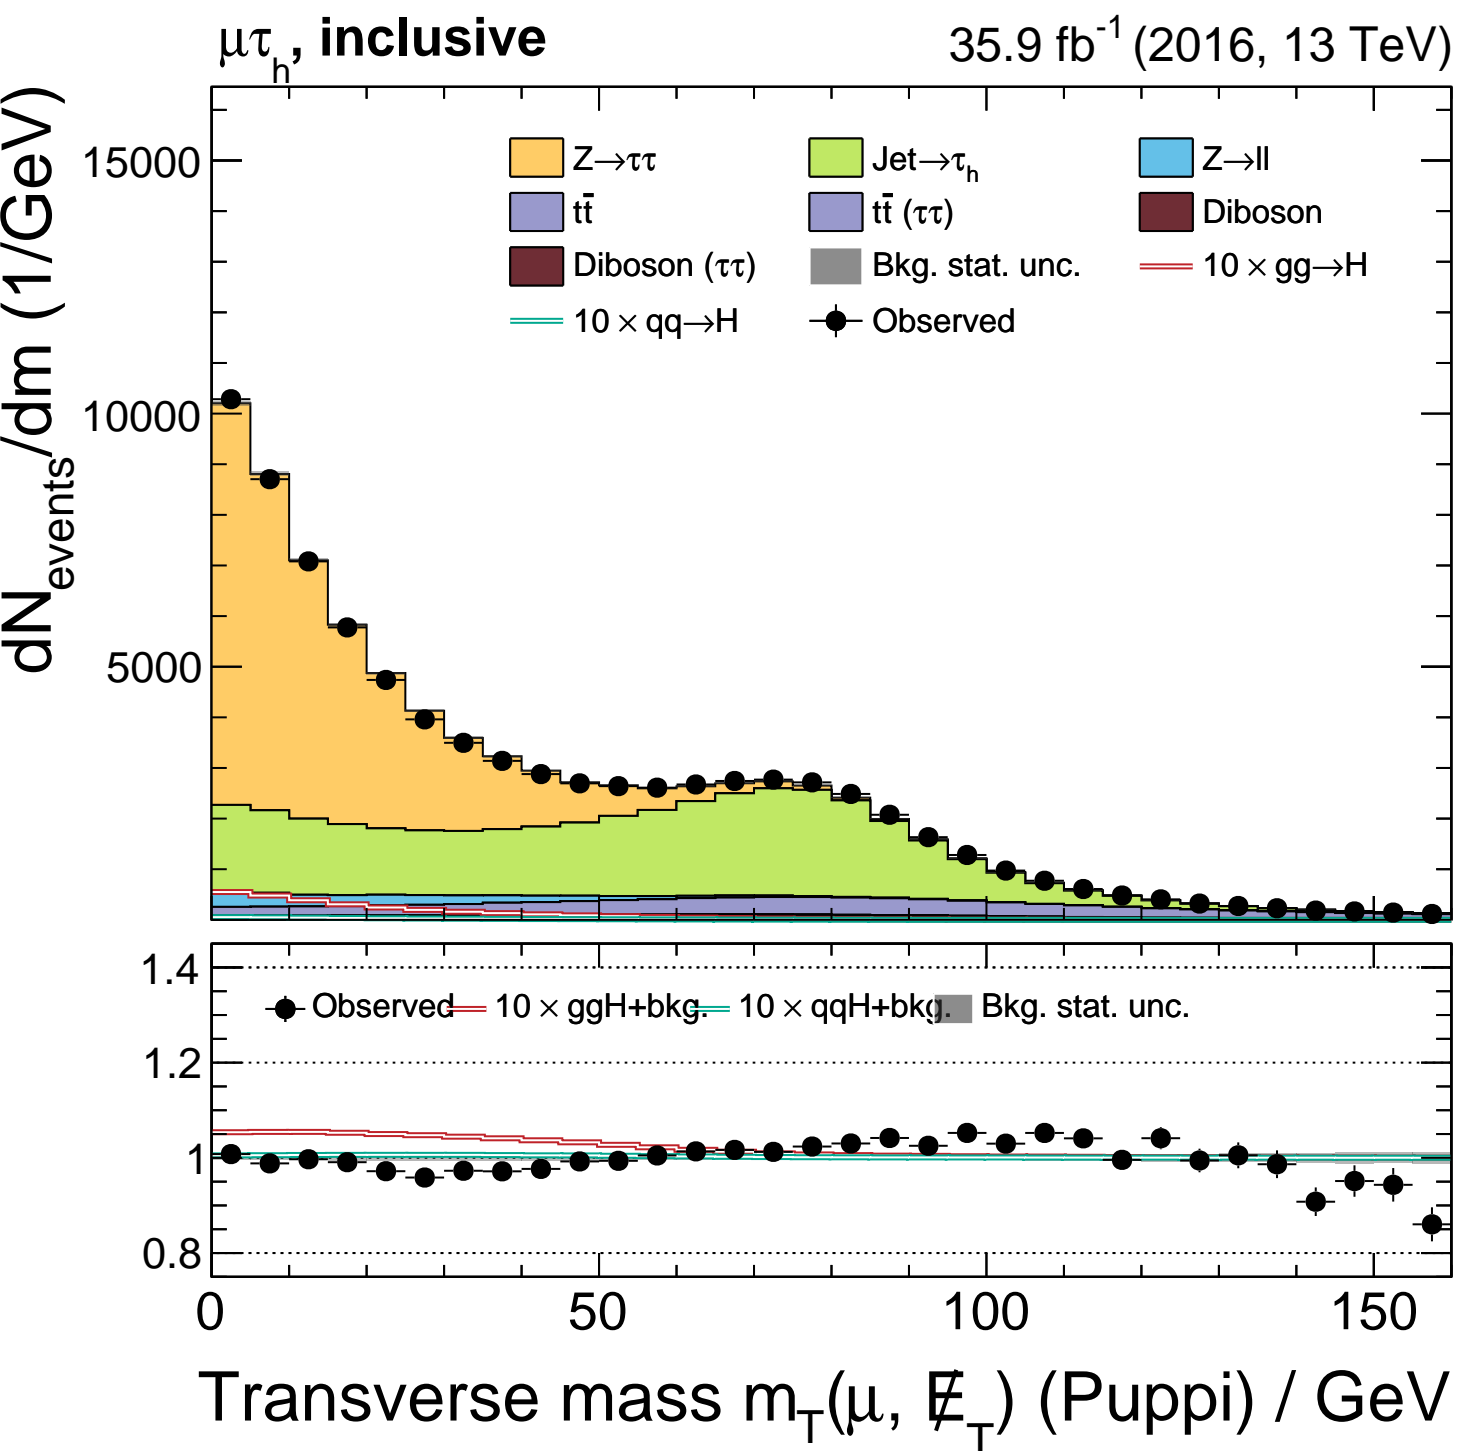 μτh, inclusive 35.9 fb-1 (2016, 13 TeV)
dNevents/dm (1/GeV)
15000
10000
5000
Z→ττ Jet→τh Z→ll
tt̄ tt̄ (ττ) Diboson
Diboson (ττ) Bkg. stat. unc. 10 × gg→H
10 × qq→H Observed
1.4
1.2
1
0.8
Observed 10 × ggH+bkg. 10 × qqH+bkg. Bkg. stat. unc.
0 50 100 150
Transverse mass mT(μ, E̸T) (Puppi) / GeV